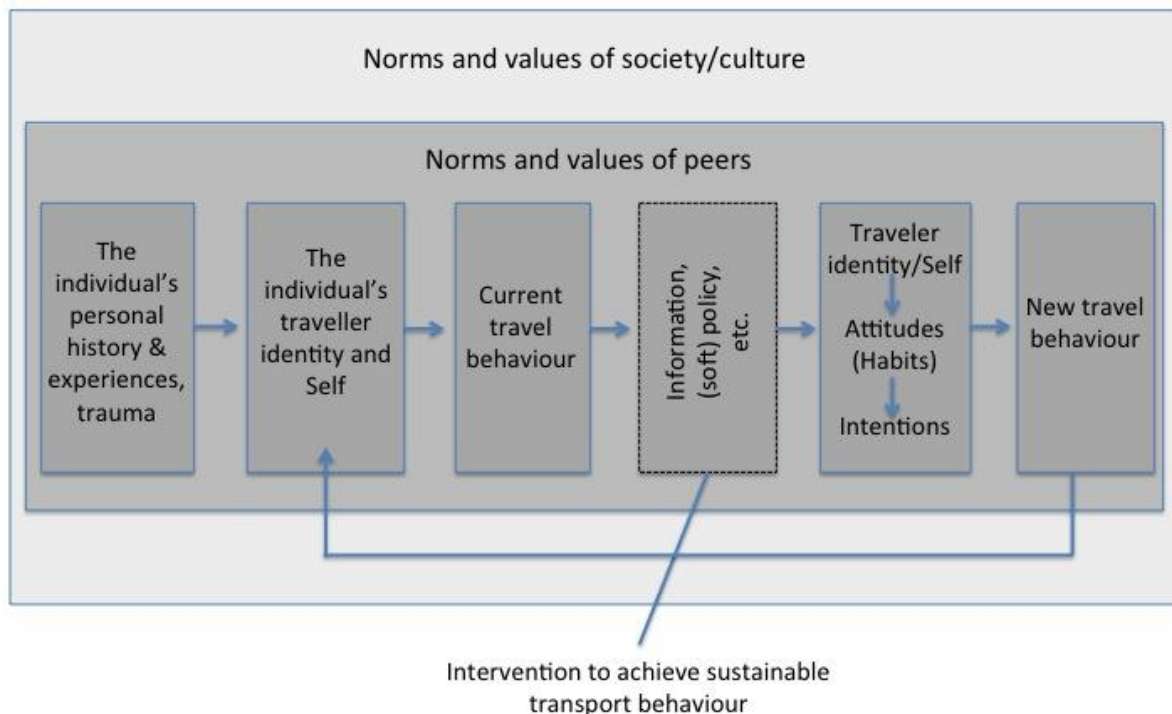 Norms and values of society/culture
Norms and values of peers
The
individual's
personal
history &
experiences,
trauma
The
individual's
traveller
identity and
Self
Current
travel
behaviour
Information,
(soft) policy,
etc.
Traveler
identity/Self
Attitudes
(Habits)
Intentions
New travel
behaviour
Intervention to achieve sustainable
transport behaviour